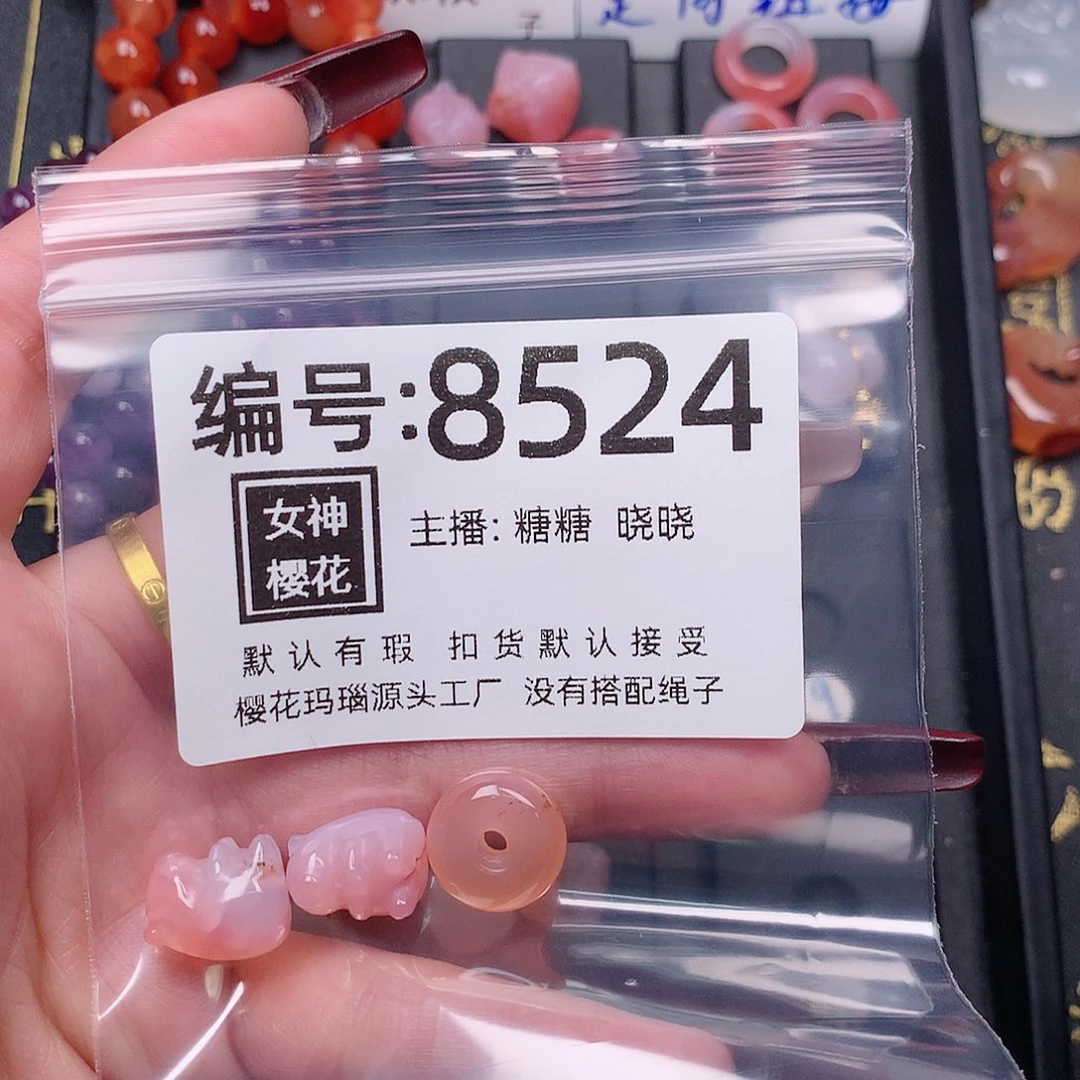 编号:8524
女神
樱花
主播: 糖糖 晓晓
默认有瑕 扣货默认接受
樱花玛瑙源头工厂 没有搭配绳子